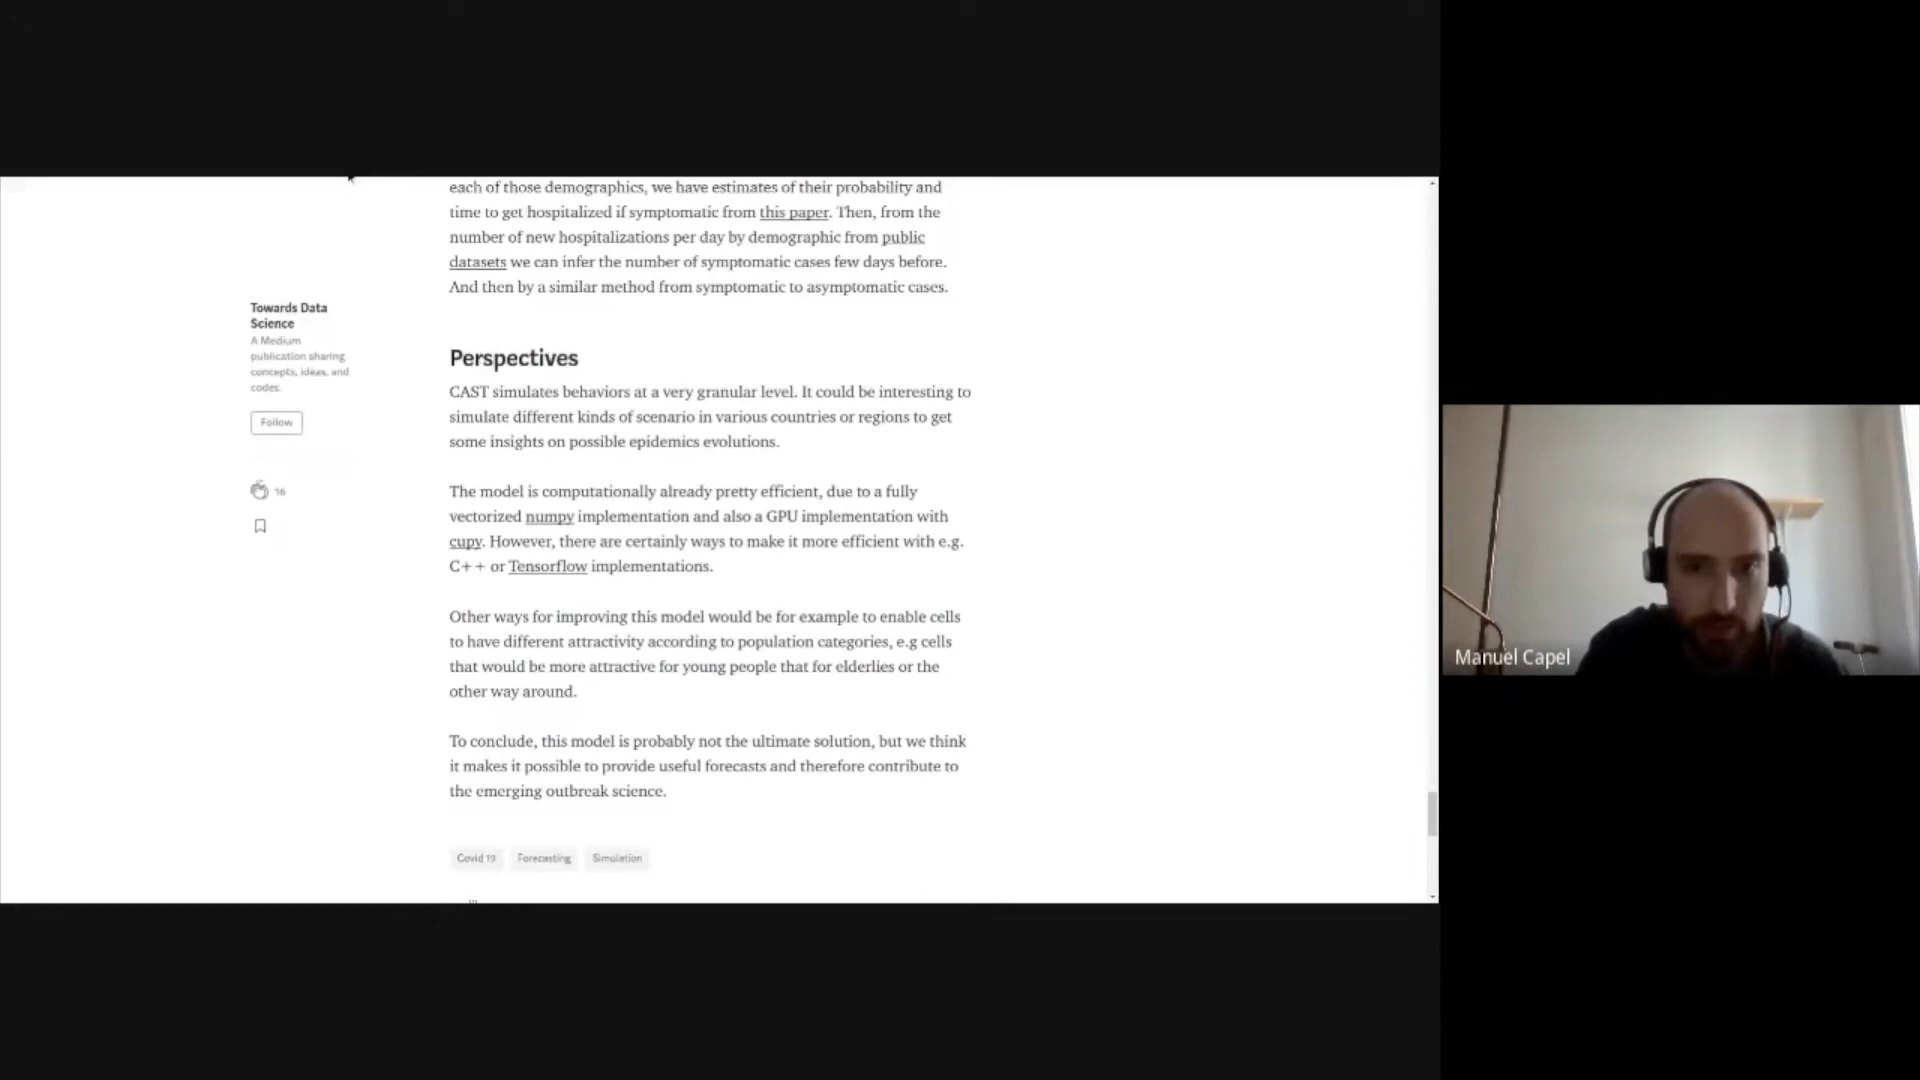 each of those demographics, we have estimates of their probability and
time to get hospitalized if symptomatic from this paper. Then, from the
number of new hospitalizations per day by demographic from public
datasets we can infer the number of symptomatic cases few days before.
And then by a similar method from symptomatic to asymptomatic cases.
Towards Data
Science
A Medium
publication sharing
concepts, ideas, and
codes.
Follow
16
Perspectives
CAST simulates behaviors at a very granular level. It could be interesting to
simulate different kinds of scenario in various countries or regions to get
some insights on possible epidemics evolutions.
The model is computationally already pretty efficient, due to a fully
vectorized numpy implementation and also a GPU implementation with
cupy. However, there are certainly ways to make it more efficient with e.g.
C++ or Tensorflow implementations.
Other ways for improving this model would be for example to enable cells
to have different attractivity according to population categories, e.g cells
that would be more attractive for young people that for elderlies or the
other way around.
To conclude, this model is probably not the ultimate solution, but we think
it makes it possible to provide useful forecasts and therefore contribute to
the emerging outbreak science.
Covid 19 Forecasting Simulation
Manuel Capel